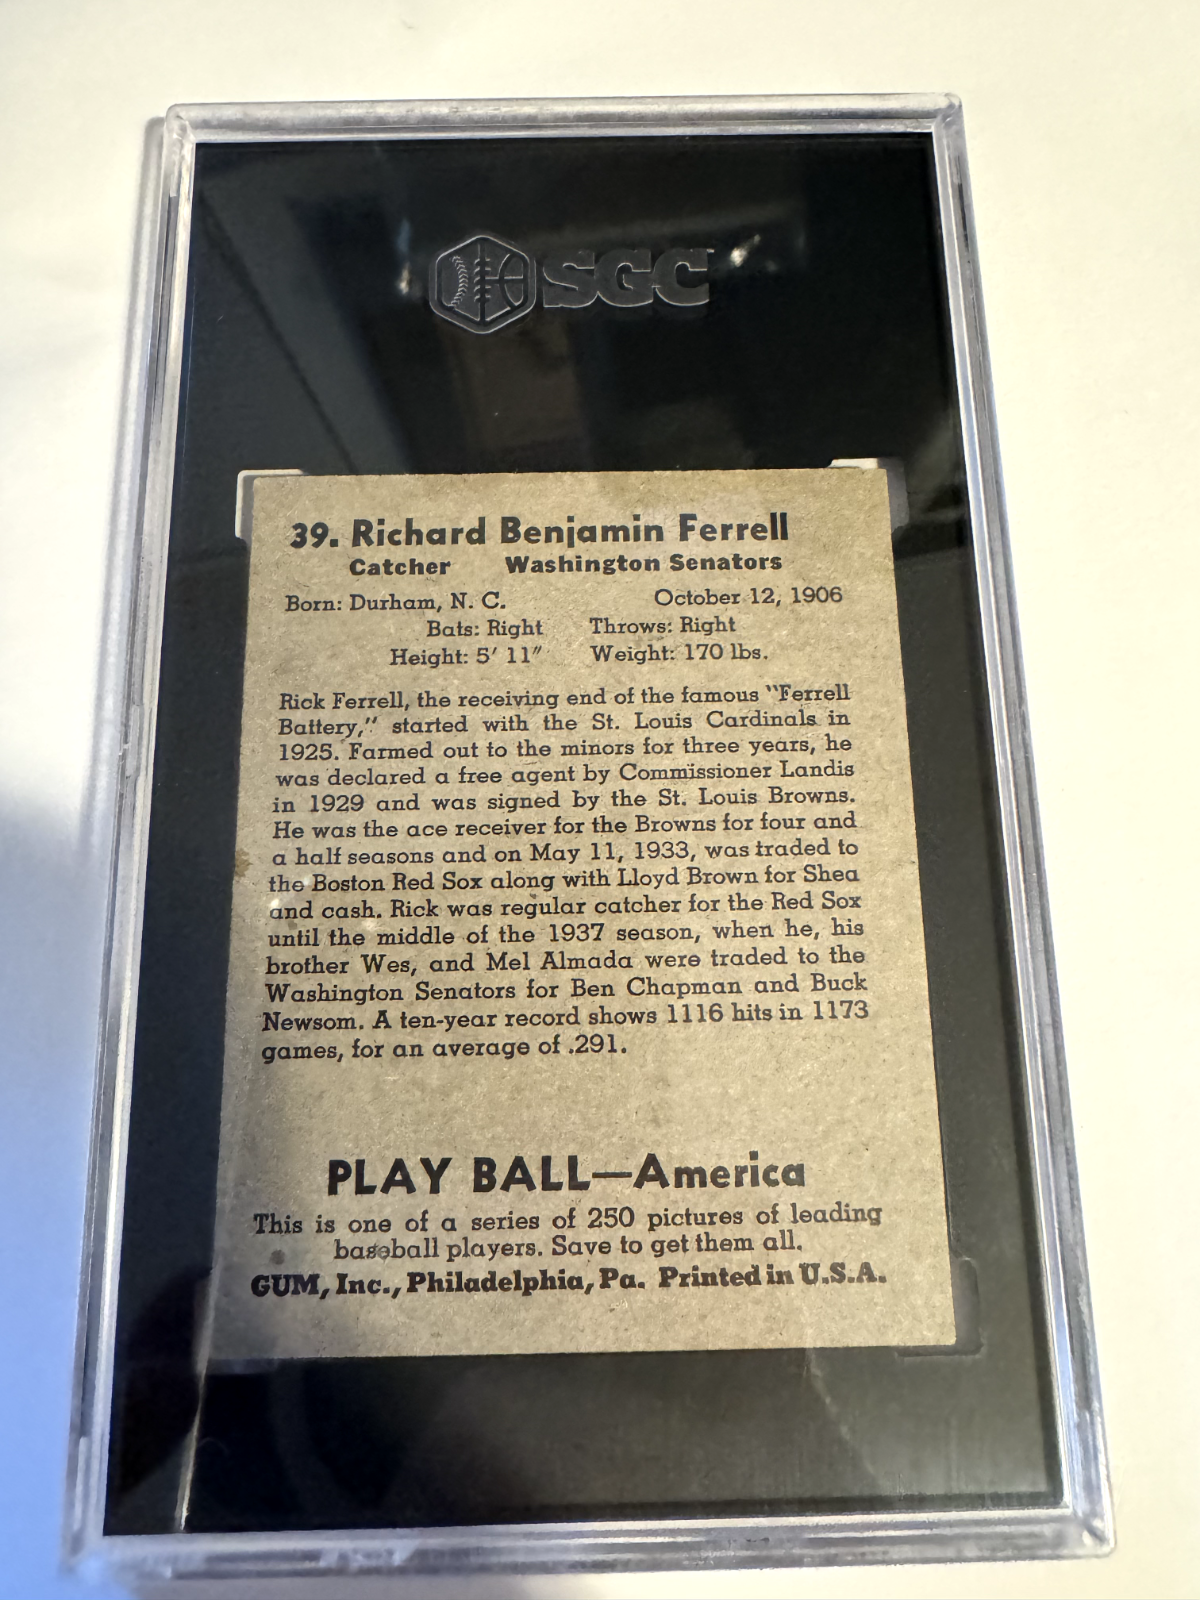 SGC
39. Richard Benjamin Ferrell
Catcher Washington Senators
Born: Durham, N. C. October 12, 1906
Bats: Right Throws: Right
Height: 5′ 11″ Weight: 170 lbs.
Rick Ferrell, the receiving end of the famous "Ferrell
Battery," started with the St. Louis Cardinals in
1925. Farmed out to the minors for three years, he
was declared a free agent by Commissioner Landis
in 1929 and was signed by the St. Louis Browns.
He was the ace receiver for the Browns for four and
a half seasons and on May 11, 1933, was traded to
the Boston Red Sox along with Lloyd Brown for Shea
and cash. Rick was regular catcher for the Red Sox
until the middle of the 1937 season, when he, his
brother Wes, and Mel Almada were traded to the
Washington Senators for Ben Chapman and Buck
Newsom. A ten-year record shows 1116 hits in 1173
games, for an average of .291.
PLAY BALL—America
This is one of a series of 250 pictures of leading
baseball players. Save to get them all.
GUM, Inc., Philadelphia, Pa. Printed in U.S.A.